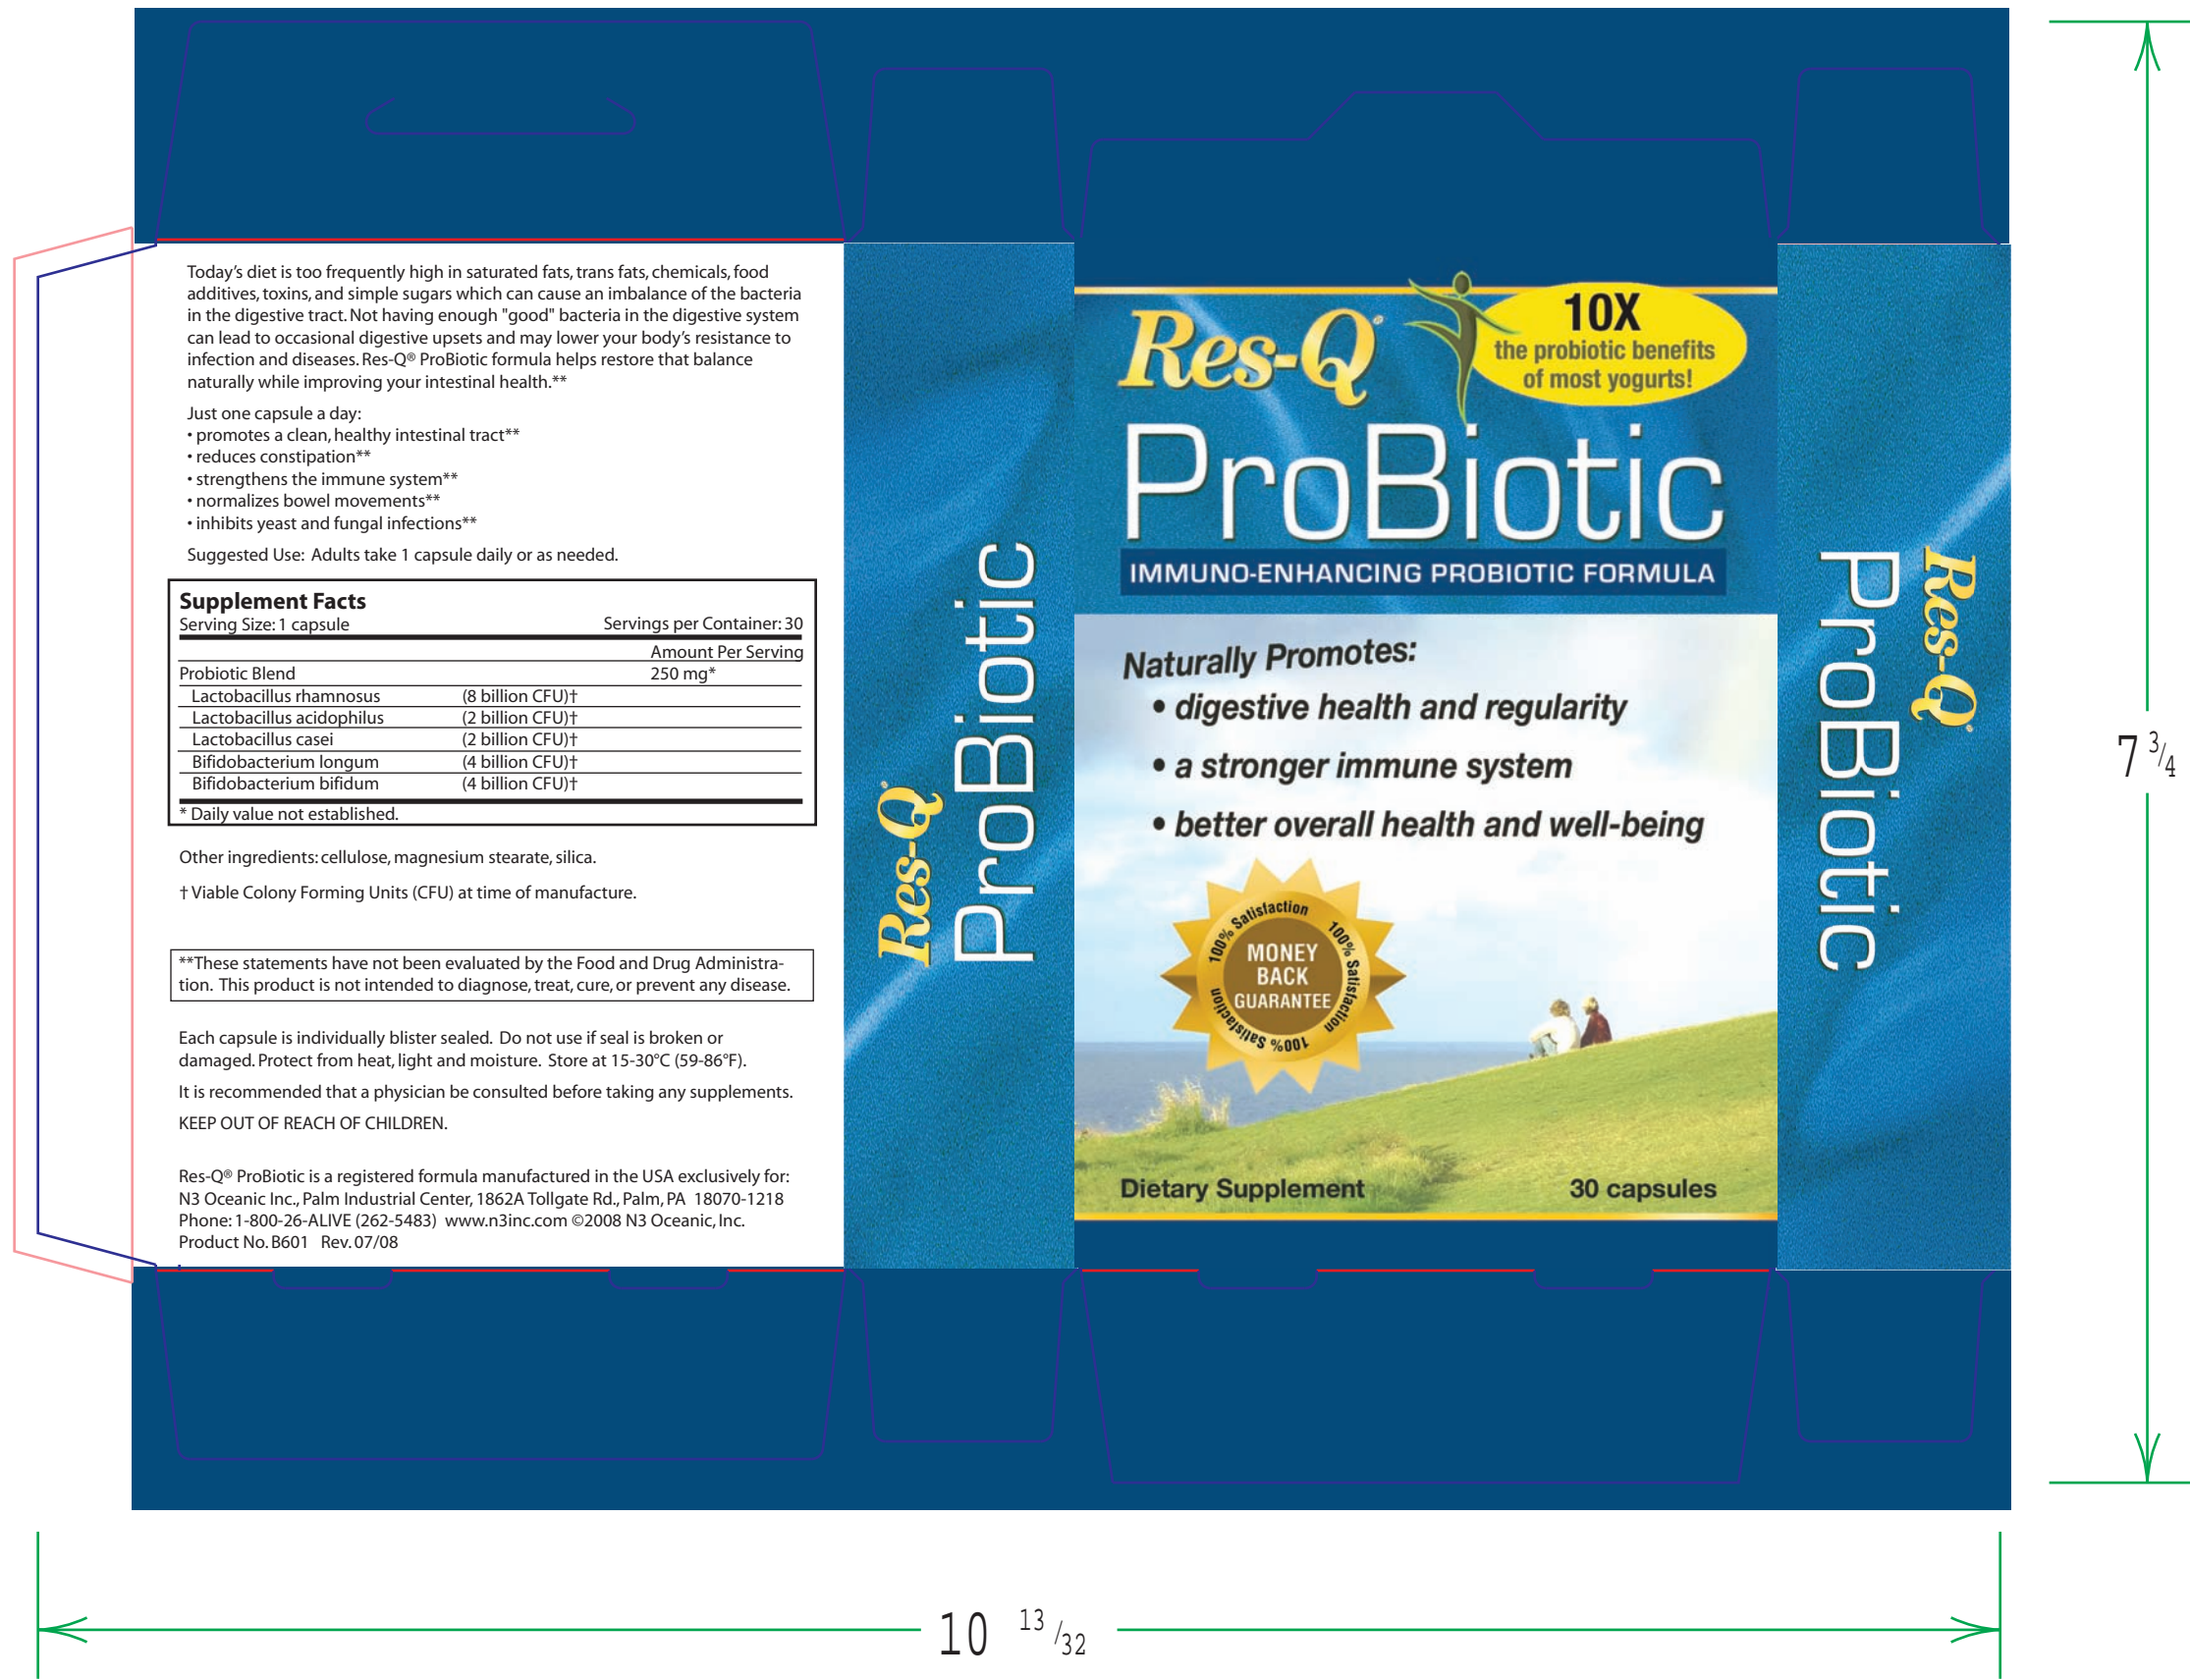 Today's diet is too frequently high in saturated fats, trans fats, chemicals, food
additives, toxins, and simple sugars which can cause an imbalance of the bacteria
in the digestive tract. Not having enough "good" bacteria in the digestive system
can lead to occasional digestive upsets and may lower your body's resistance to
infection and diseases. Res-Q® ProBiotic formula helps restore that balance
naturally while improving your intestinal health.**
Just one capsule a day:
• promotes a clean, healthy intestinal tract**
• reduces constipation**
• strengthens the immune system**
• normalizes bowel movements**
• inhibits yeast and fungal infections**
Suggested Use: Adults take 1 capsule daily or as needed.
Supplement Facts
Serving Size: 1 capsule Servings per Container: 30
Amount Per Serving
Probiotic Blend 250 mg*
Lactobacillus rhamnosus (8 billion CFU)†
Lactobacillus acidophilus (2 billion CFU)†
Lactobacillus casei (2 billion CFU)†
Bifidobacterium longum (4 billion CFU)†
Bifidobacterium bifidum (4 billion CFU)†
* Daily value not established.
Other ingredients: cellulose, magnesium stearate, silica.
† Viable Colony Forming Units (CFU) at time of manufacture.
**These statements have not been evaluated by the Food and Drug Administra-
tion. This product is not intended to diagnose, treat, cure, or prevent any disease.
Each capsule is individually blister sealed. Do not use if seal is broken or
damaged. Protect from heat, light and moisture. Store at 15-30°C (59-86°F).
It is recommended that a physician be consulted before taking any supplements.
KEEP OUT OF REACH OF CHILDREN.
Res-Q® ProBiotic is a registered formula manufactured in the USA exclusively for:
N3 Oceanic Inc., Palm Industrial Center, 1862A Tollgate Rd., Palm, PA 18070-1218
Phone: 1-800-26-ALIVE (262-5483) www.n3inc.com ©2008 N3 Oceanic, Inc.
Product No. B601 Rev. 07/08
Res-Q®
ProBiotic
Res-Q®
10X
the probiotic benefits
of most yogurts!
ProBiotic
IMMUNO-ENHANCING PROBIOTIC FORMULA
Naturally Promotes:
• digestive health and regularity
• a stronger immune system
• better overall health and well-being
100% Satisfaction
100% Satisfaction
100% Satisfaction
MONEY
BACK
GUARANTEE
Dietary Supplement 30 capsules
Res-Q®
ProBiotic
7 3/4
10 13/32